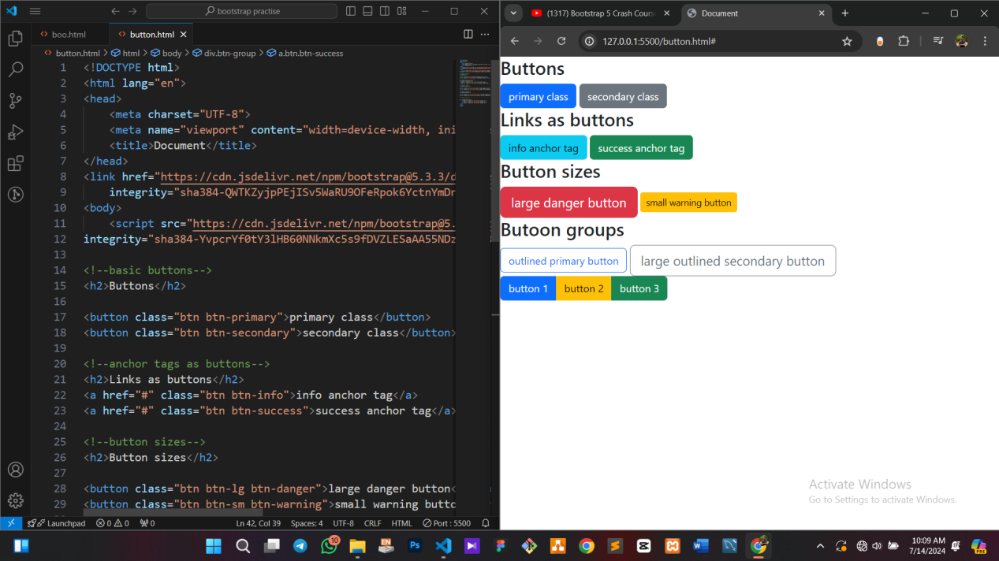 bootstrap practise
boo.html
button.html
button.html > html > body > div.btn-group > a.btn.btn-success
1 <!DOCTYPE html>
2 <html lang="en">
3 <head>
4 <meta charset="UTF-8">
5 <meta name="viewport" content="width=device-width, ini
6 <title>Document</title>
7 </head>
8 <link href="https://cdn.jsdelivr.net/npm/bootstrap@5.3.3/d
9 integrity="sha384-QWTKZyjpPEjISv5WaRU9OFeRpok6YctnYmDr
10 <body>
11 <script src="https://cdn.jsdelivr.net/npm/bootstrap@5.
12 integrity="sha384-YvpcrYf0tY3lHB60NNkmXc5s9fDVZLESaAA55NDz
13
14 <!--basic buttons-->
15 <h2>Buttons</h2>
16
17 <button class="btn btn-primary">primary class</button>
18 <button class="btn btn-secondary">secondary class</button>
19
20 <!--anchor tags as buttons-->
21 <h2>Links as buttons</h2>
22 <a href="#" class="btn btn-info">info anchor tag</a>
23 <a href="#" class="btn btn-success">success anchor tag</a>
24
25 <!--button sizes-->
26 <h2>Button sizes</h2>
27
28 <button class="btn btn-lg btn-danger">large danger button<
29 <button class="btn btn-sm btn-warning">small warning butto
Launchpad 0 0 0 Ln 42, Col 39 Spaces: 4 UTF-8 CRLF HTML Port : 5500
(1317) Bootstrap 5 Crash Cours
Document
127.0.0.1:5500/button.html#
Buttons
primary class secondary class
Links as buttons
info anchor tag success anchor tag
Button sizes
large danger button small warning button
Butoon groups
outlined primary button large outlined secondary button
button 1 button 2 button 3
Activate Windows
Go to Settings to activate Windows.
10
EN
Ps
10:09 AM
7/14/2024
PRE